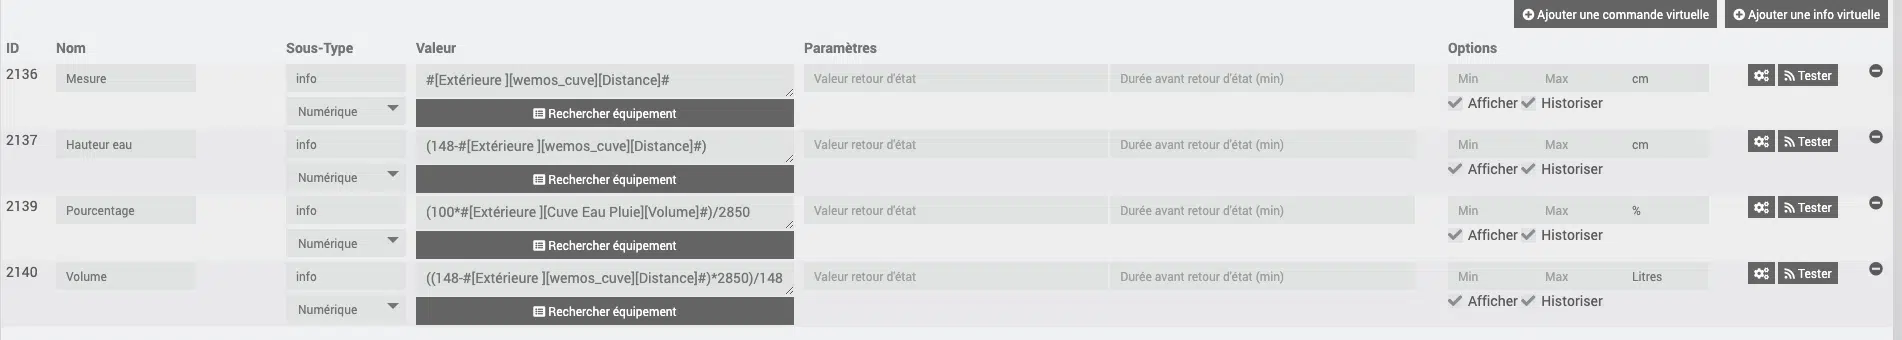 Ajouter une commande virtuelle Ajouter une info virtuelle
ID Nom Sous-Type Valeur Paramètres Options
2136 Mesure info #[Extérieure ][wemos_cuve][Distance]# Valeur retour d'état Durée avant retour d'état (min) Min Max cm Tester
Numérique Rechercher équipement Afficher Historiser
2137 Hauteur eau info (148-#[Extérieure ][wemos_cuve][Distance]#) Valeur retour d'état Durée avant retour d'état (min) Min Max cm Tester
Numérique Rechercher équipement Afficher Historiser
2139 Pourcentage info (100*#[Extérieure ][Cuve Eau Pluie][Volume]#)/2850 Valeur retour d'état Durée avant retour d'état (min) Min Max % Tester
Numérique Rechercher équipement Afficher Historiser
2140 Volume info ((148-#[Extérieure ][wemos_cuve][Distance]#)*2850)/148 Valeur retour d'état Durée avant retour d'état (min) Min Max Litres Tester
Numérique Rechercher équipement Afficher Historiser